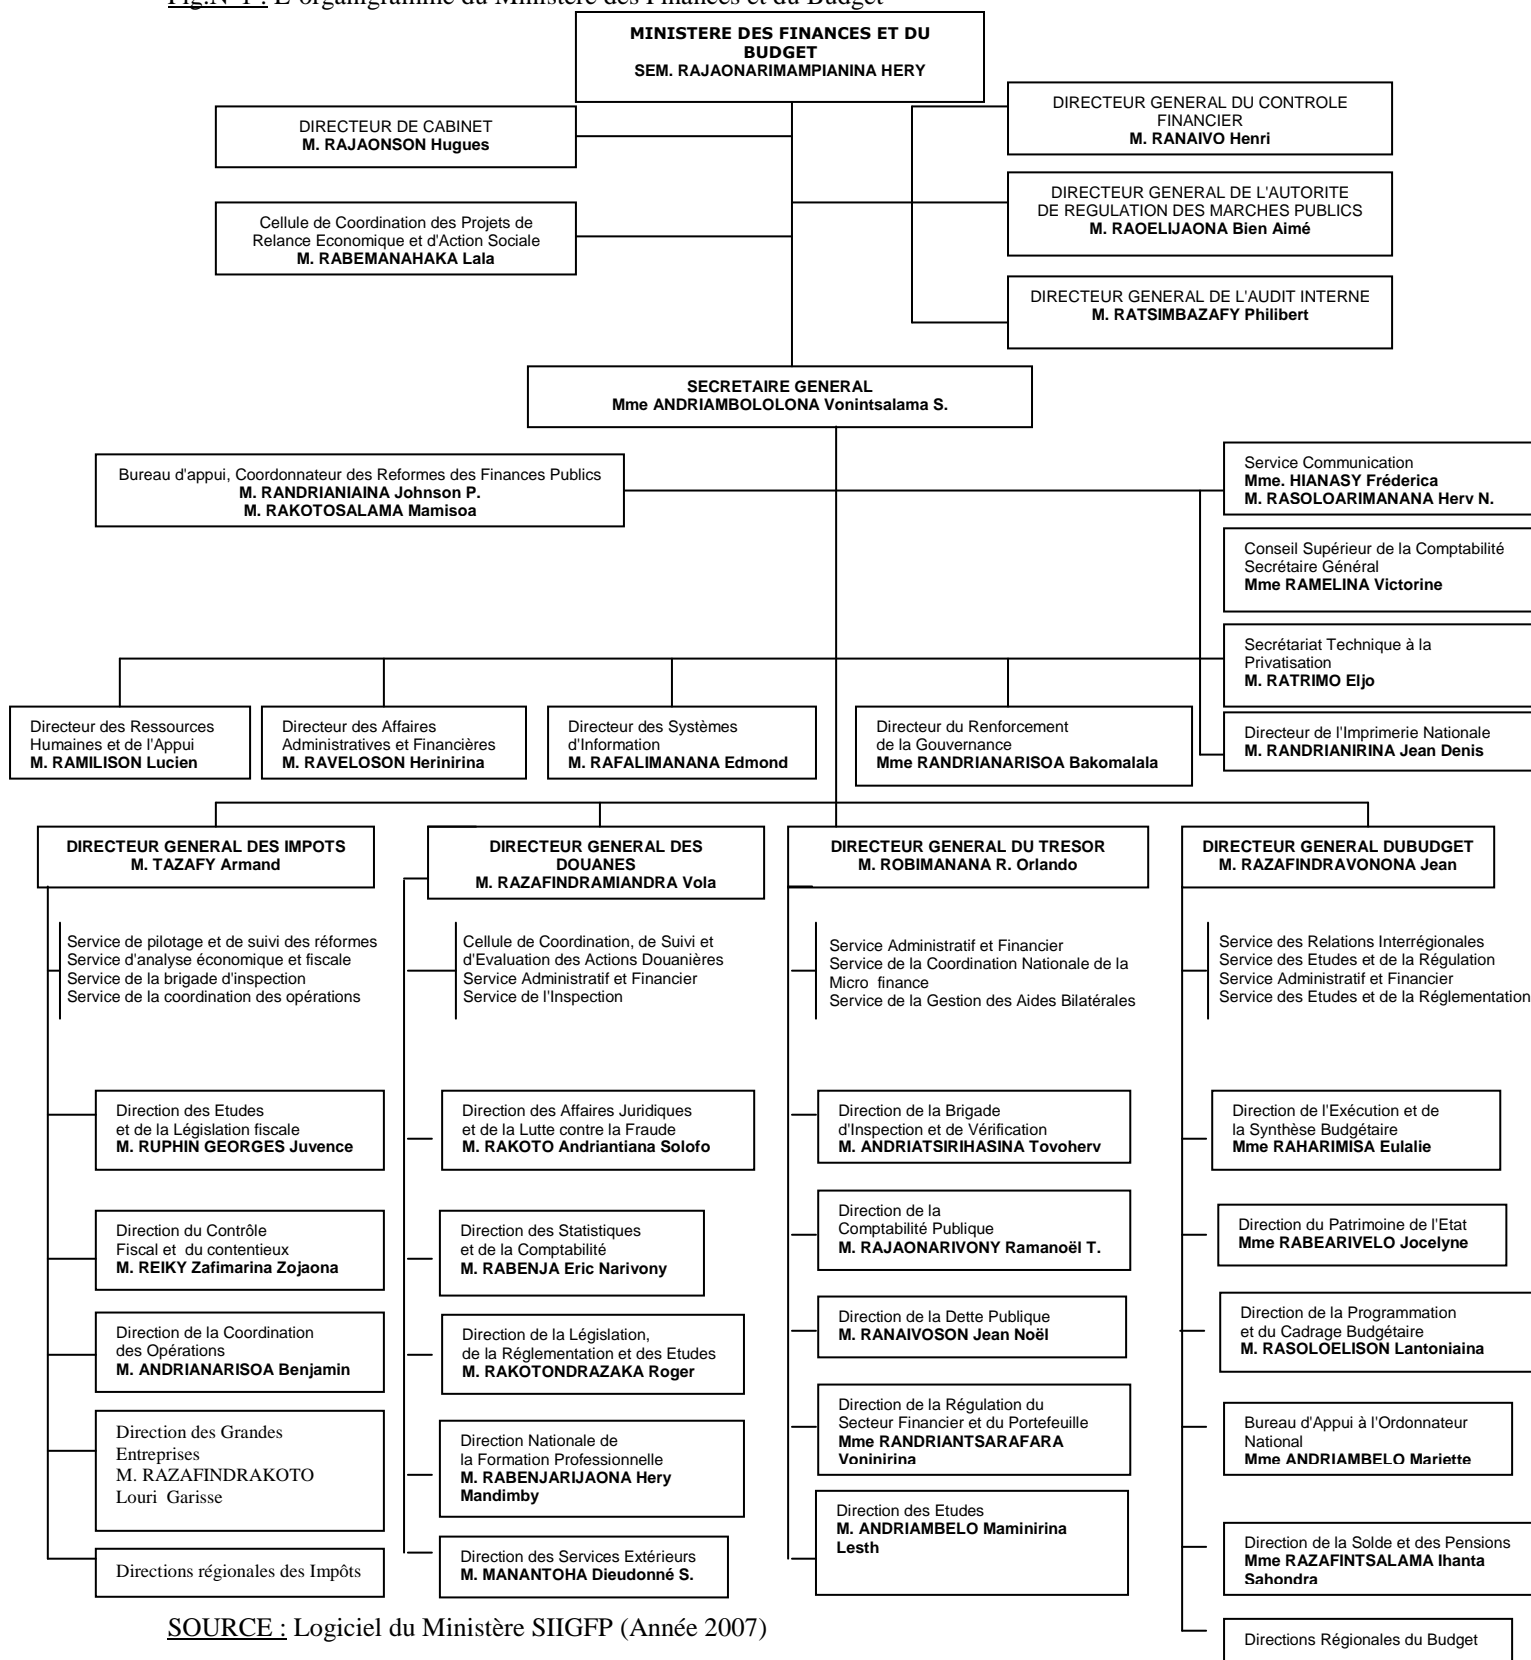 Fig.N°1 : L'organigramme du Ministère des Finances et du Budget
MINISTERE DES FINANCES ET DU
BUDGET
SEM. RAJAONARIMAMPIANINA HERY
DIRECTEUR DE CABINET
M. RAJAONSON Hugues
DIRECTEUR GENERAL DU CONTROLE
FINANCIER
M. RANAIVO Henri
Cellule de Coordination des Projets de
Relance Economique et d'Action Sociale
M. RABEMANAHAKA Lala
DIRECTEUR GENERAL DE L'AUTORITE
DE REGULATION DES MARCHES PUBLICS
M. RAOELIJAONA Bien Aimé
DIRECTEUR GENERAL DE L'AUDIT INTERNE
M. RATSIMBAZAFY Philibert
SECRETAIRE GENERAL
Mme ANDRIAMBOLOLONA Vonintsalama S.
Bureau d'appui, Coordonnateur des Reformes des Finances Publics
M. RANDRIANIAINA Johnson P.
M. RAKOTOSALAMA Mamisoa
Service Communication
Mme. HIANASY Fréderica
M. RASOLOARIMANANA Herv N.
Conseil Supérieur de la Comptabilité
Secrétaire Général
Mme RAMELINA Victorine
Secrétariat Technique à la
Privatisation
M. RATRIMO Eljo
Directeur de l'Imprimerie Nationale
M. RANDRIANIRINA Jean Denis
Directeur des Ressources
Humaines et de l'Appui
M. RAMILISON Lucien
Directeur des Affaires
Administratives et Financières
M. RAVELOSON Herinirina
Directeur des Systèmes
d'Information
M. RAFALIMANANA Edmond
Directeur du Renforcement
de la Gouvernance
Mme RANDRIANARISOA Bakomalala
DIRECTEUR GENERAL DES IMPOTS
M. TAZAFY Armand
Service de pilotage et de suivi des réformes
Service d'analyse économique et fiscale
Service de la brigade d'inspection
Service de la coordination des opérations
Direction des Etudes
et de la Législation fiscale
M. RUPHIN GEORGES Juvence
Direction du Contrôle
Fiscal et du contentieux
M. REIKY Zafimarina Zojaona
Direction de la Coordination
des Opérations
M. ANDRIANARISOA Benjamin
Direction des Grandes
Entreprises
M. RAZAFINDRAKOTO
Louri Garisse
Directions régionales des Impôts
DIRECTEUR GENERAL DES
DOUANES
M. RAZAFINDRAMIANDRA Vola
Cellule de Coordination, de Suivi et
d'Evaluation des Actions Douanières
Service Administratif et Financier
Service de l'Inspection
Direction des Affaires Juridiques
et de la Lutte contre la Fraude
M. RAKOTO Andriantiana Solofo
Direction des Statistiques
et de la Comptabilité
M. RABENJA Eric Narivony
Direction de la Législation,
de la Réglementation et des Etudes
M. RAKOTONDRAZAKA Roger
Direction Nationale de
la Formation Professionnelle
M. RABENJARIJAONA Hery
Mandimby
Direction des Services Extérieurs
M. MANANTOHA Dieudonné S.
DIRECTEUR GENERAL DU TRESOR
M. ROBIMANANA R. Orlando
Service Administratif et Financier
Service de la Coordination Nationale de la
Micro finance
Service de la Gestion des Aides Bilatérales
Direction de la Brigade
d'Inspection et de Vérification
M. ANDRIATSIRIHASINA Tovoherv
Direction de la
Comptabilité Publique
M. RAJAONARIVONY Ramanoël T.
Direction de la Dette Publique
M. RANAIVOSON Jean Noël
Direction de la Régulation du
Secteur Financier et du Portefeuille
Mme RANDRIANTSARAFARA
Voninirina
Direction des Etudes
M. ANDRIAMBELO Maminirina
Lesth
DIRECTEUR GENERAL DUBUDGET
M. RAZAFINDRAVONONA Jean
Service des Relations Interrégionales
Service des Etudes et de la Régulation
Service Administratif et Financier
Service des Etudes et de la Réglementation
Direction de l'Exécution et de
la Synthèse Budgétaire
Mme RAHARIMISA Eulalie
Direction du Patrimoine de l'Etat
Mme RABEARIVELO Jocelyne
Direction de la Programmation
et du Cadrage Budgétaire
M. RASOLOELISON Lantoniaina
Bureau d'Appui à l'Ordonnateur
National
Mme ANDRIAMBELO Mariette
Direction de la Solde et des Pensions
Mme RAZAFINTSALAMA Ihanta
Sahondra
Directions Régionales du Budget
SOURCE : Logiciel du Ministère SIIGFP (Année 2007)